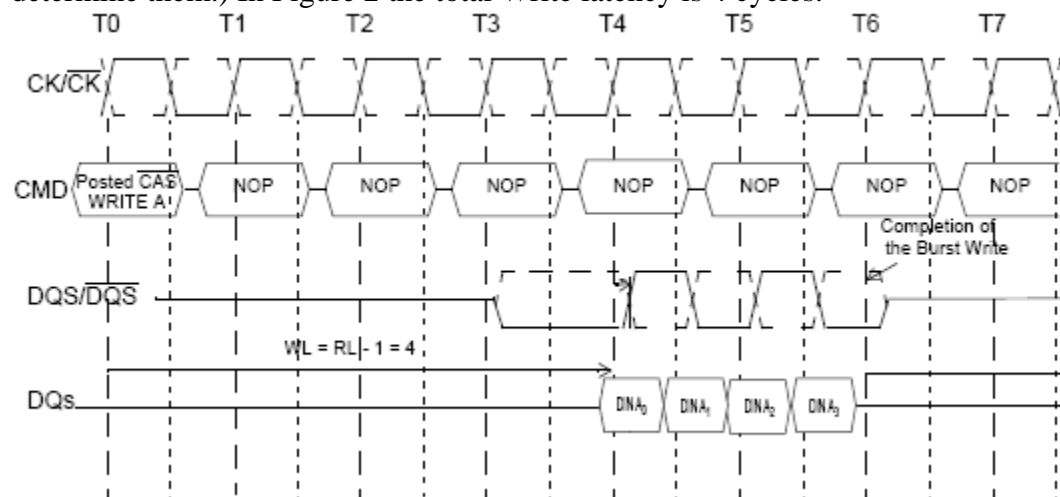 determine them.) In Figure 2 the total Write latency is 4 cycles.
T0 T1 T2 T3 T4 T5 T6 T7
CK/CK
CMD Posted CAS NOP NOP NOP NOP NOP NOP NOP
WRITE A
Completion of
the Burst Write
DQS/DQS
WL = RL - 1 = 4
DQs DNA0 DNA1 DNA2 DNA3